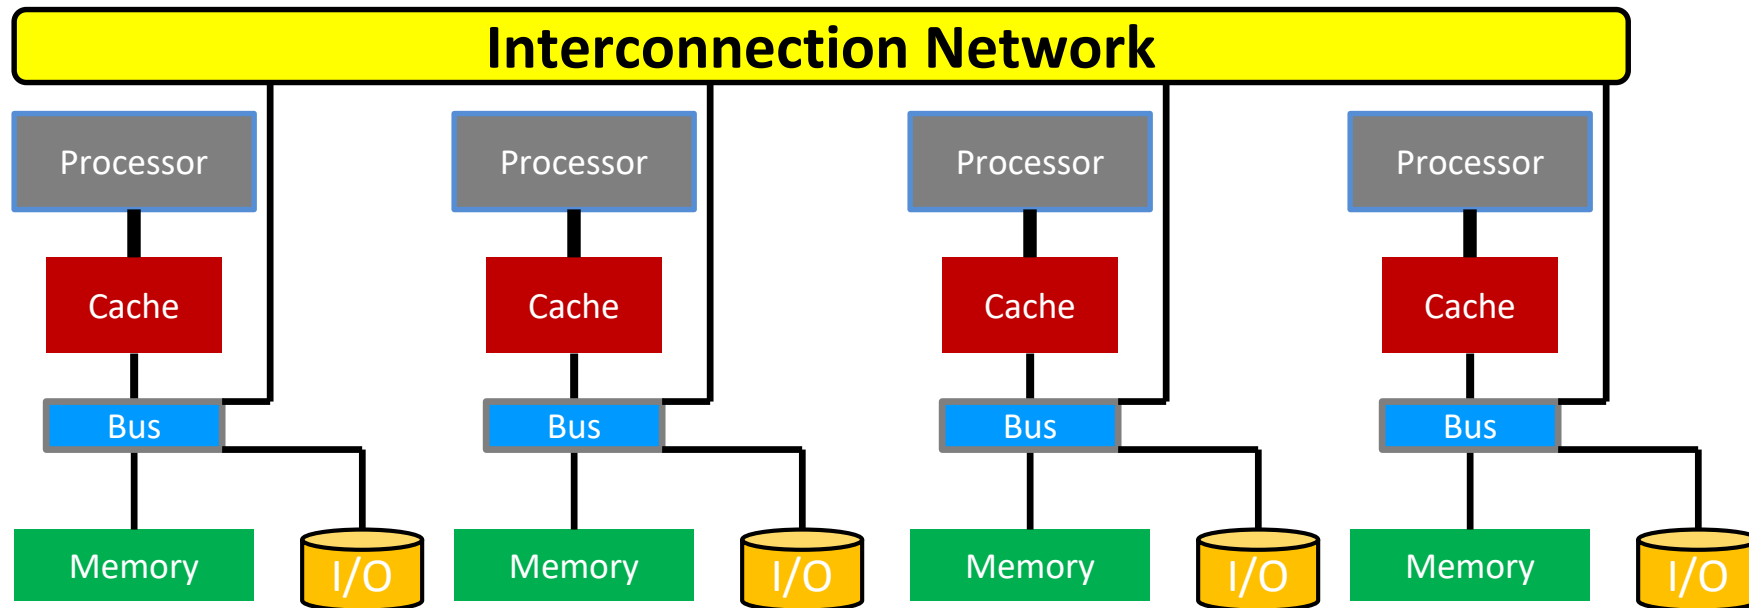 Interconnection Network
Processor
Processor
Processor
Processor
Cache
Cache
Cache
Cache
Bus
Bus
Bus
Bus
Memory
I/O
Memory
I/O
Memory
I/O
Memory
I/O